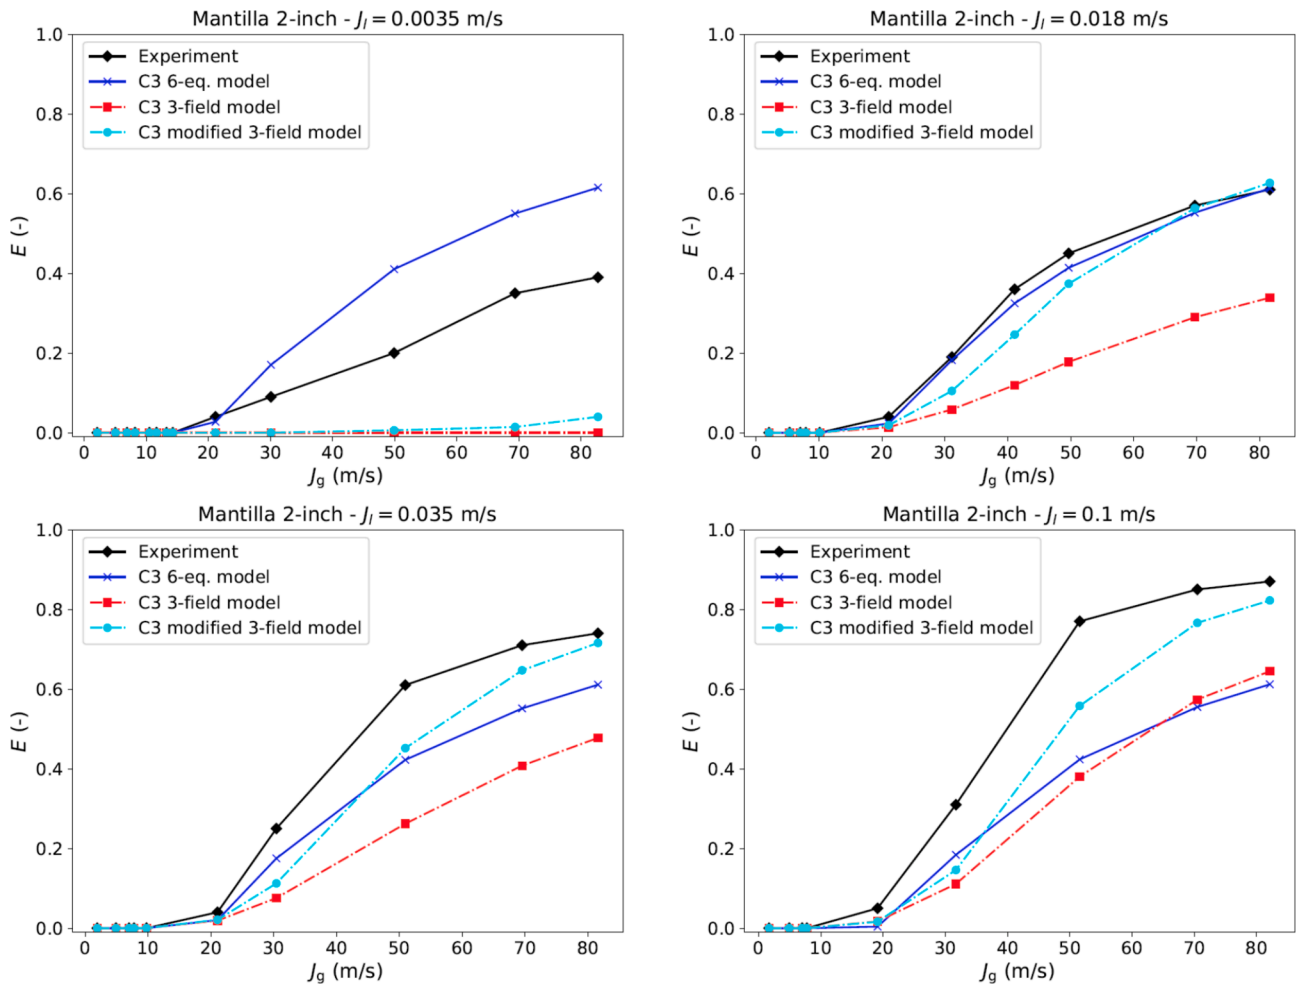 Mantilla 2-inch - J_l = 0.0035 m/s
1.0
0.8
0.6
0.4
0.2
0.0
E (-)
Experiment
C3 6-eq. model
C3 3-field model
C3 modified 3-field model
0 10 20 30 40 50 60 70 80
J_g (m/s)
Mantilla 2-inch - J_l = 0.018 m/s
1.0
0.8
0.6
0.4
0.2
0.0
E (-)
Experiment
C3 6-eq. model
C3 3-field model
C3 modified 3-field model
0 10 20 30 40 50 60 70 80
J_g (m/s)
Mantilla 2-inch - J_l = 0.035 m/s
1.0
0.8
0.6
0.4
0.2
0.0
E (-)
Experiment
C3 6-eq. model
C3 3-field model
C3 modified 3-field model
0 10 20 30 40 50 60 70 80
J_g (m/s)
Mantilla 2-inch - J_l = 0.1 m/s
1.0
0.8
0.6
0.4
0.2
0.0
E (-)
Experiment
C3 6-eq. model
C3 3-field model
C3 modified 3-field model
0 10 20 30 40 50 60 70 80
J_g (m/s)